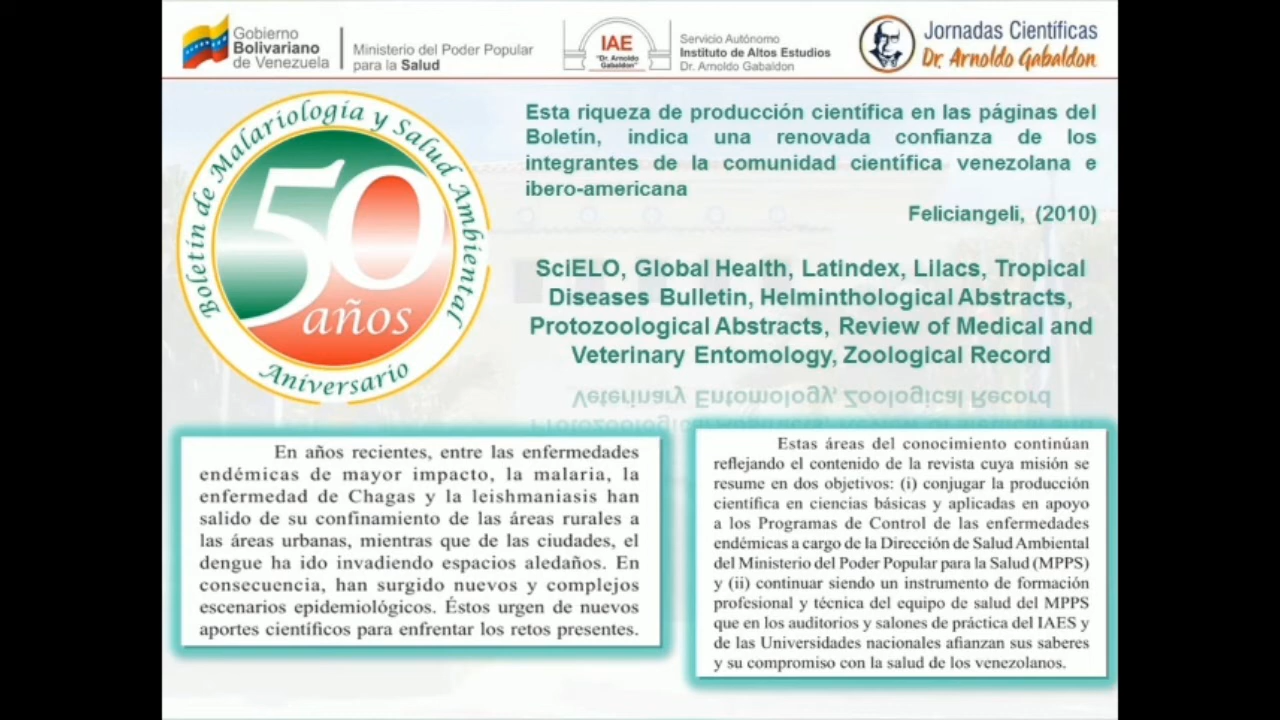 Gobierno
Bolivariano
de Venezuela
Ministerio del Poder Popular
para la Salud
IAE
"Dr. Arnoldo
Gabaldon"
Servicio Autónomo
Instituto de Altos Estudios
Dr. Arnoldo Gabaldon
Jornadas Científicas
Dr. Arnoldo Gabaldon
Boletín de Malariología y Salud Ambiental
50
años
Aniversario
Esta riqueza de producción científica en las páginas del
Boletín, indica una renovada confianza de los
integrantes de la comunidad científica venezolana e
ibero-americana
Feliciangeli, (2010)
SciELO, Global Health, Latindex, Lilacs, Tropical
Diseases Bulletin, Helminthological Abstracts,
Protozoological Abstracts, Review of Medical and
Veterinary Entomology, Zoological Record
En años recientes, entre las enfermedades
endémicas de mayor impacto, la malaria, la
enfermedad de Chagas y la leishmaniasis han
salido de su confinamiento de las áreas rurales a
las áreas urbanas, mientras que de las ciudades, el
dengue ha ido invadiendo espacios aledaños. En
consecuencia, han surgido nuevos y complejos
escenarios epidemiológicos. Éstos urgen de nuevos
aportes científicos para enfrentar los retos presentes.
Estas áreas del conocimiento continúan
reflejando el contenido de la revista cuya misión se
resume en dos objetivos: (i) conjugar la producción
científica en ciencias básicas y aplicadas en apoyo
a los Programas de Control de las enfermedades
endémicas a cargo de la Dirección de Salud Ambiental
del Ministerio del Poder Popular para la Salud (MPPS)
y (ii) continuar siendo un instrumento de formación
profesional y técnica del equipo de salud del MPPS
que en los auditorios y salones de práctica del IAES y
de las Universidades nacionales afianzan sus saberes
y su compromiso con la salud de los venezolanos.